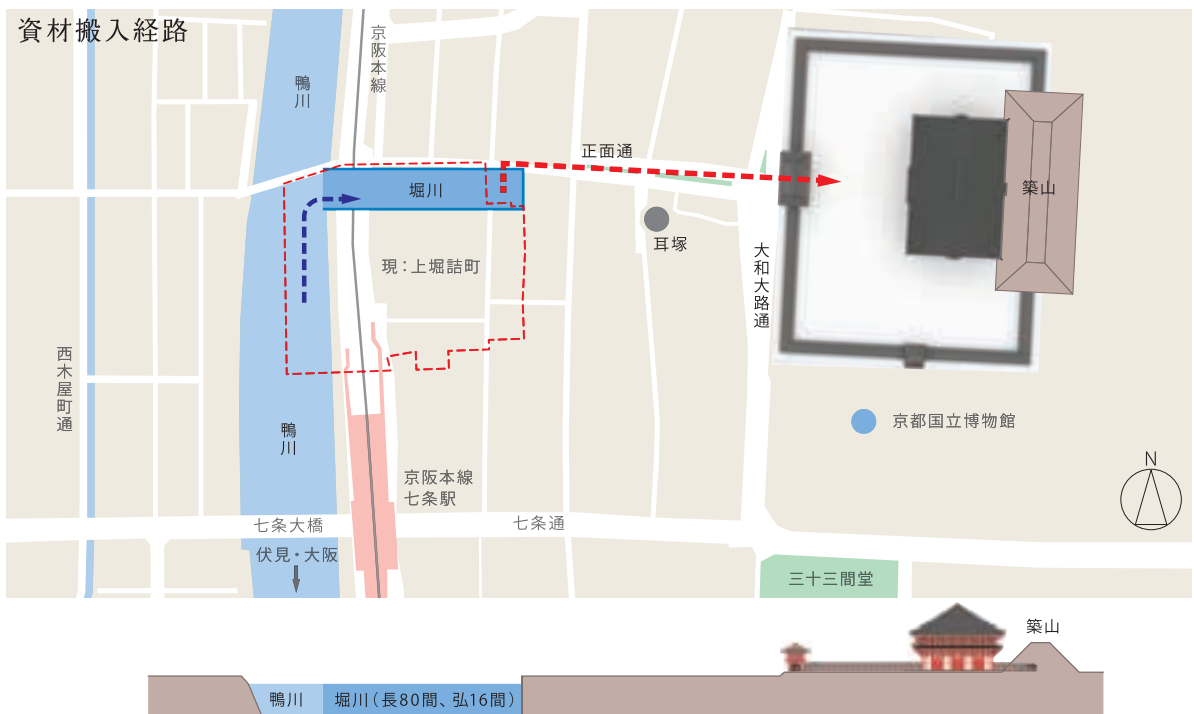 資材搬入経路
京阪本線
鴨川
正面通
堀川
築山
耳塚
現：上堀詰町
大和大路通
西木屋町通
鴨川
京都国立博物館
N
京阪本線
七条駅
七条大橋
七条通
伏見・大阪
三十三間堂
築山
鴨川
堀川（長80間、弘16間）